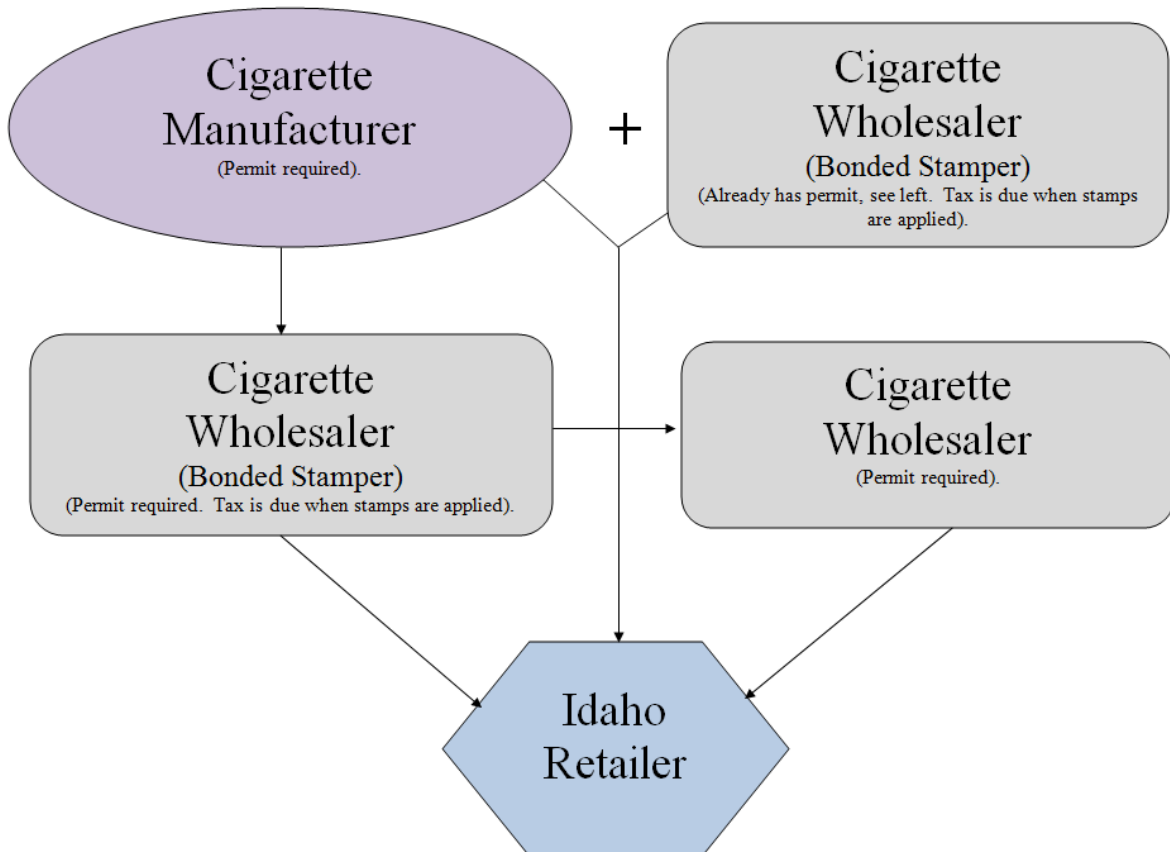 Cigarette
Manufacturer
(Permit required).
+
Cigarette
Wholesaler
(Bonded Stamper)
(Already has permit, see left.  Tax is due when stamps
are applied).
Cigarette
Wholesaler
(Bonded Stamper)
(Permit required.  Tax is due when stamps are applied).
Cigarette
Wholesaler
(Permit required).
Idaho
Retailer